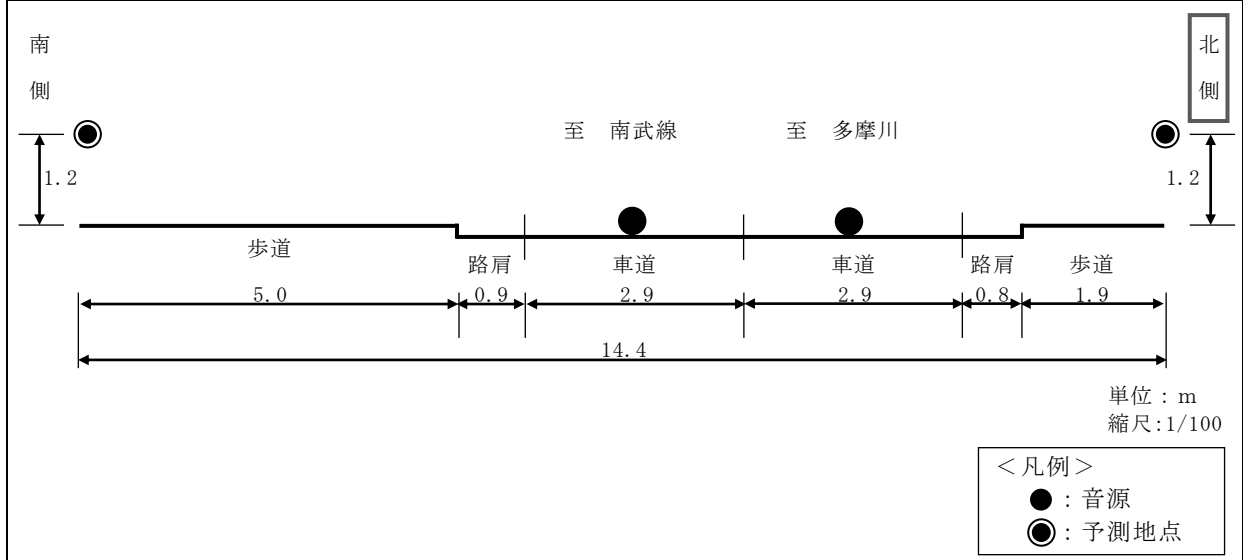 南側
北側
至 南武線
至 多摩川
1.2
1.2
歩道
路肩
車道
車道
路肩
歩道
5.0
0.9
2.9
2.9
0.8
1.9
14.4
単位：m
縮尺:1/100
＜凡例＞
：音源
：予測地点